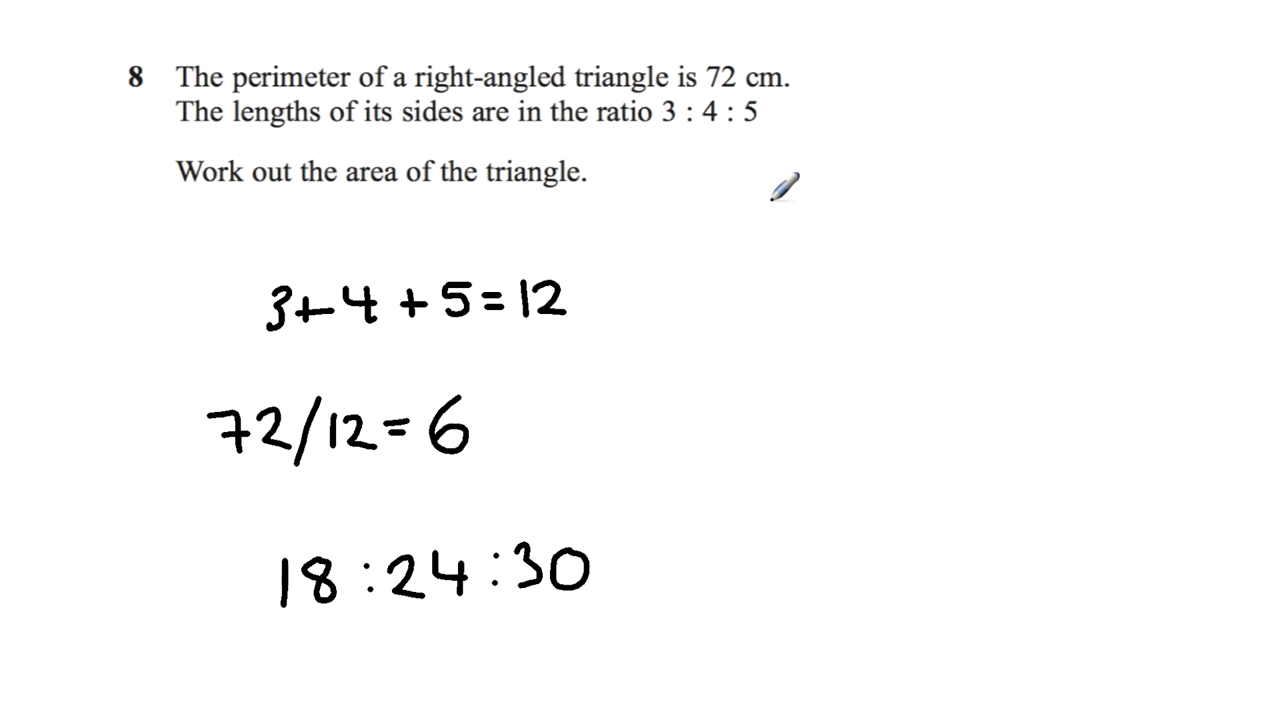 8 The perimeter of a right-angled triangle is 72 cm.
The lengths of its sides are in the ratio 3 : 4 : 5
Work out the area of the triangle.
3+4+5=12
72/12=6
18:24:30